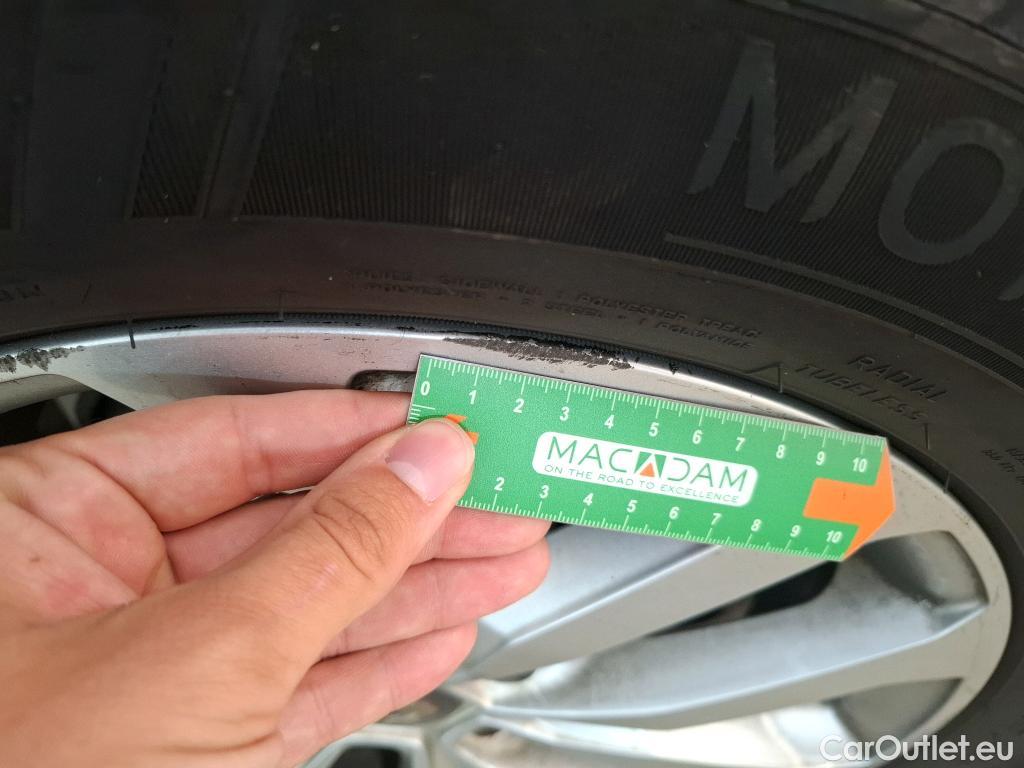 MO
RADIAL
TUBELESS
0 1 2 3 4 5 6 7 8 9 10
MACADAM
ON THE ROAD TO EXCELLENCE
2 3 4 5 6 7 8 9 10
CarOutlet.eu